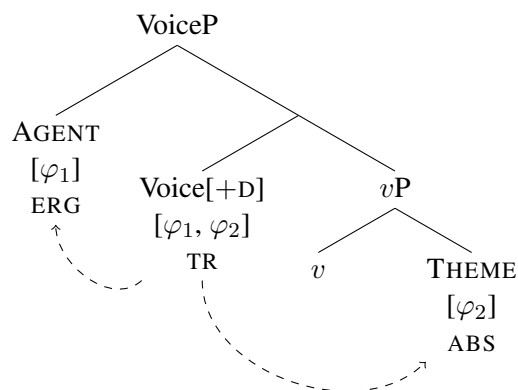 VoiceP
AGENT
[φ₁]
ERG
Voice[+D]
[φ₁, φ₂]
TR
vP
v
THEME
[φ₂]
ABS